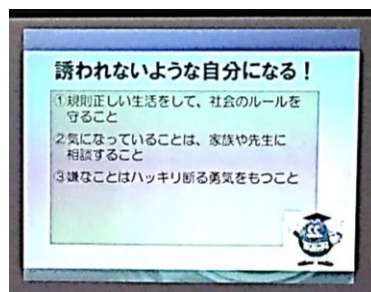 誘われないような自分になる！
①規則正しい生活をして、社会のルールを
守ること
②気になっていることは、家族や先生に
相談すること
③嫌なことはハッキリ断る勇気をもつこと